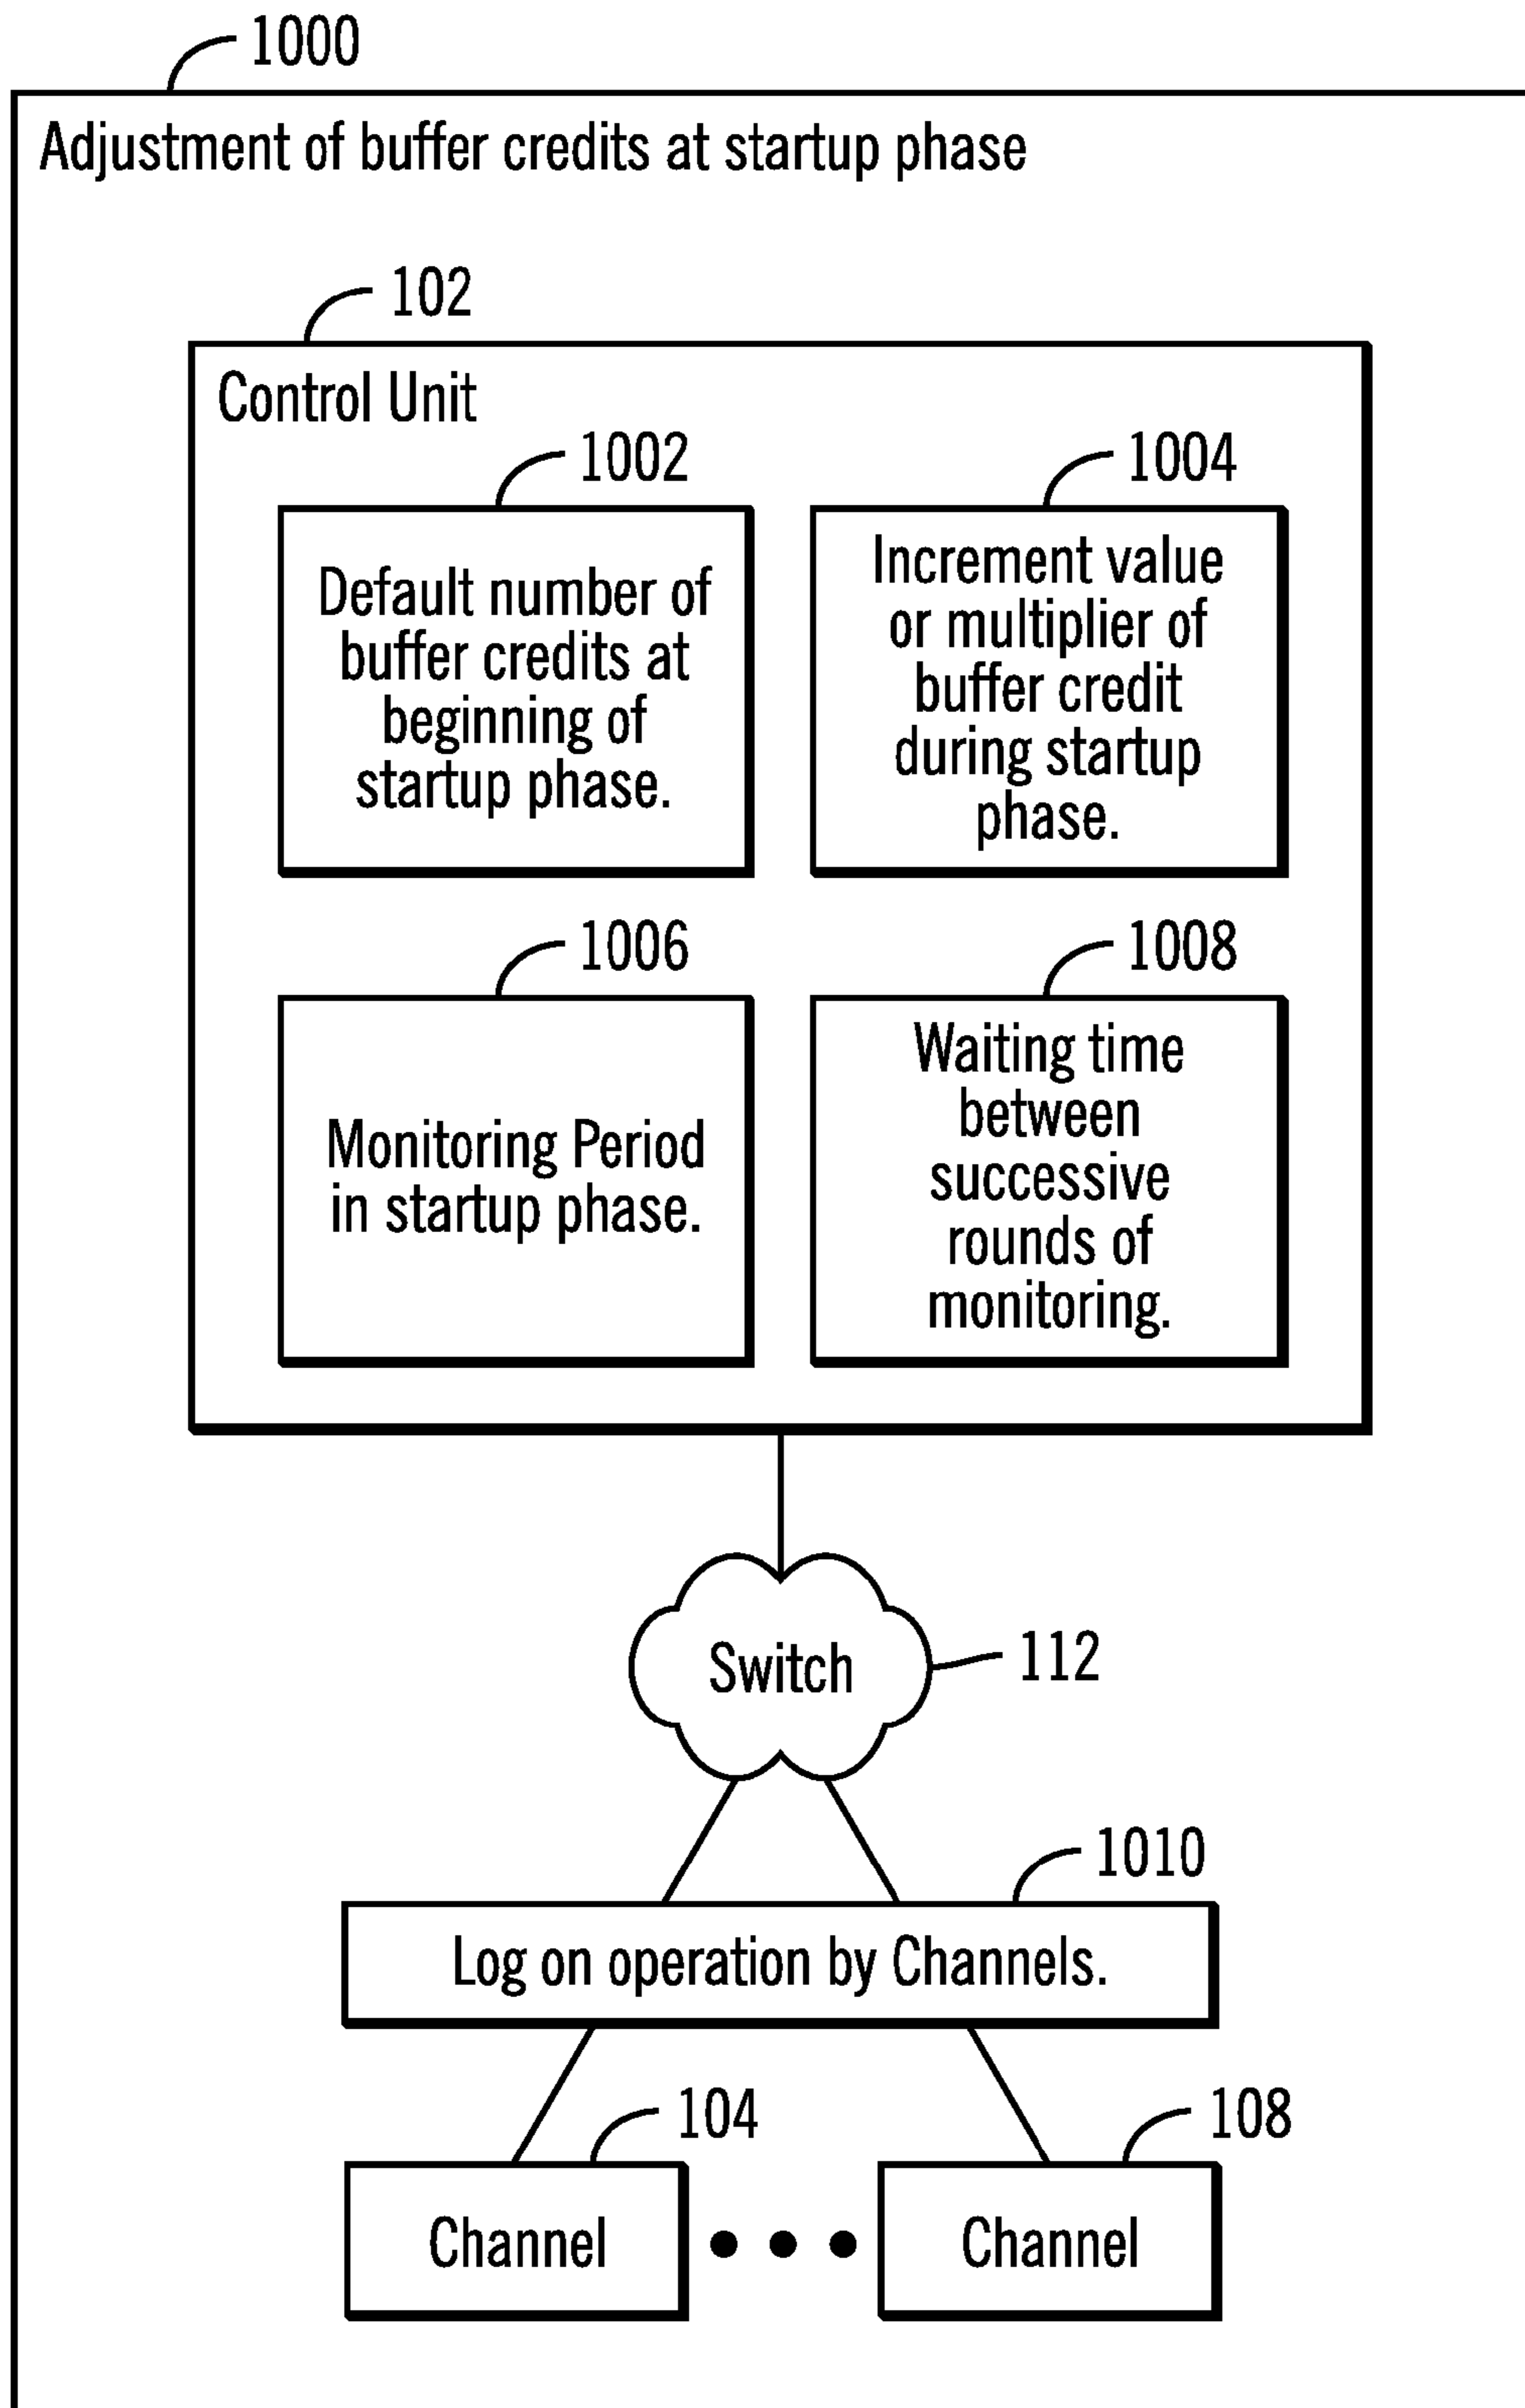 1000
Adjustment of buffer credits at startup phase
102
Control Unit
1002
Default number of
buffer credits at
beginning of
startup phase.
1004
Increment value
or multiplier of
buffer credit
during startup
phase.
1006
Monitoring Period
in startup phase.
1008
Waiting time
between
successive
rounds of
monitoring.
Switch
112
1010
Log on operation by Channels.
104
Channel
108
Channel